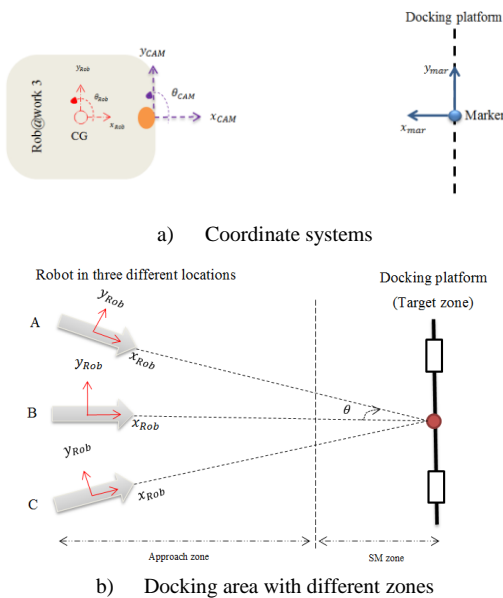 Docking platform
y_CAM
y_mar
y_Rob
θ_Rob
θ_CAM
Rob@work 3
x_Rob
x_CAM
CG
Marker
x_mar
a) Coordinate systems
Robot in three different locations
Docking platform
(Target zone)
y_Rob
A
x_Rob
y_Rob
θ
B
x_Rob
y_Rob
x_Rob
C
Approach zone
SM zone
b) Docking area with different zones